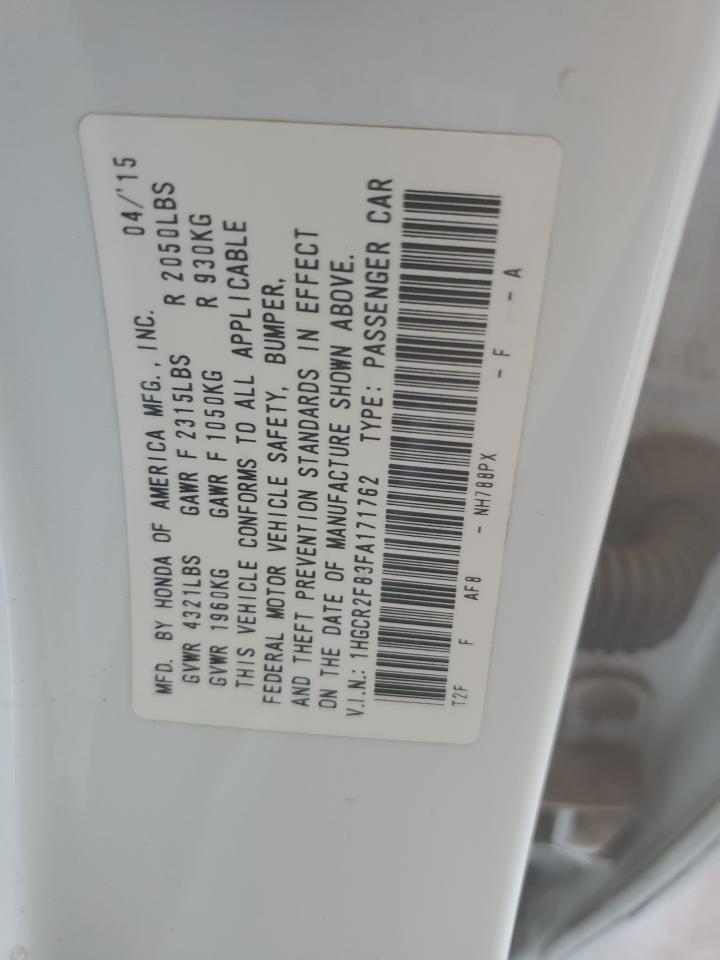 MFD. BY HONDA OF AMERICA MFG., INC. 04/'15
GVWR 4321LBS GAWR F 2315LBS R 2050LBS
GVWR 1960KG GAWR F 1050KG R 930KG
THIS VEHICLE CONFORMS TO ALL APPLICABLE
FEDERAL MOTOR VEHICLE SAFETY, BUMPER,
AND THEFT PREVENTION STANDARDS IN EFFECT
ON THE DATE OF MANUFACTURE SHOWN ABOVE.
V.I.N.: 1HGCR2F83FA171762 TYPE: PASSENGER CAR
T2F F AF8 - NH788PX - F - A